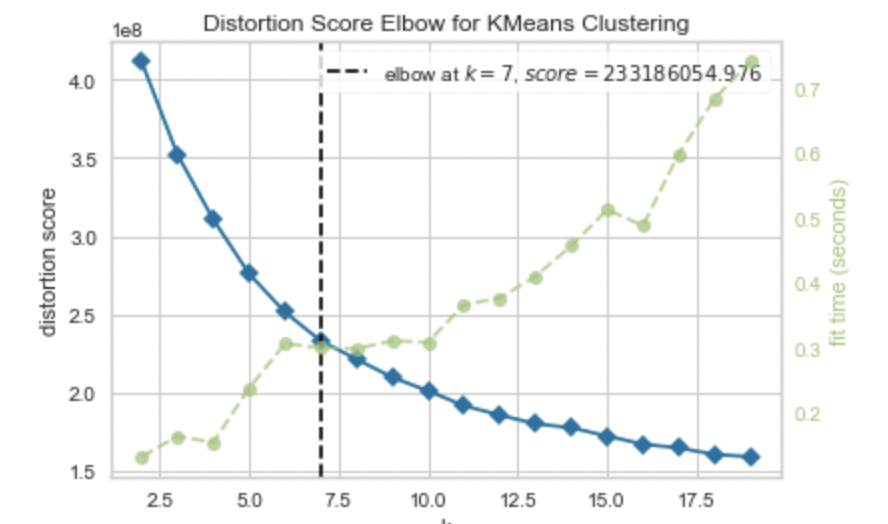 Distortion Score Elbow for KMeans Clustering
1e8
elbow at k = 7, score = 233186054.976
4.0
3.5
3.0
2.5
2.0
1.5
distortion score
0.7
0.6
0.5
0.4
0.3
0.2
fit time (seconds)
2.5 5.0 7.5 10.0 12.5 15.0 17.5